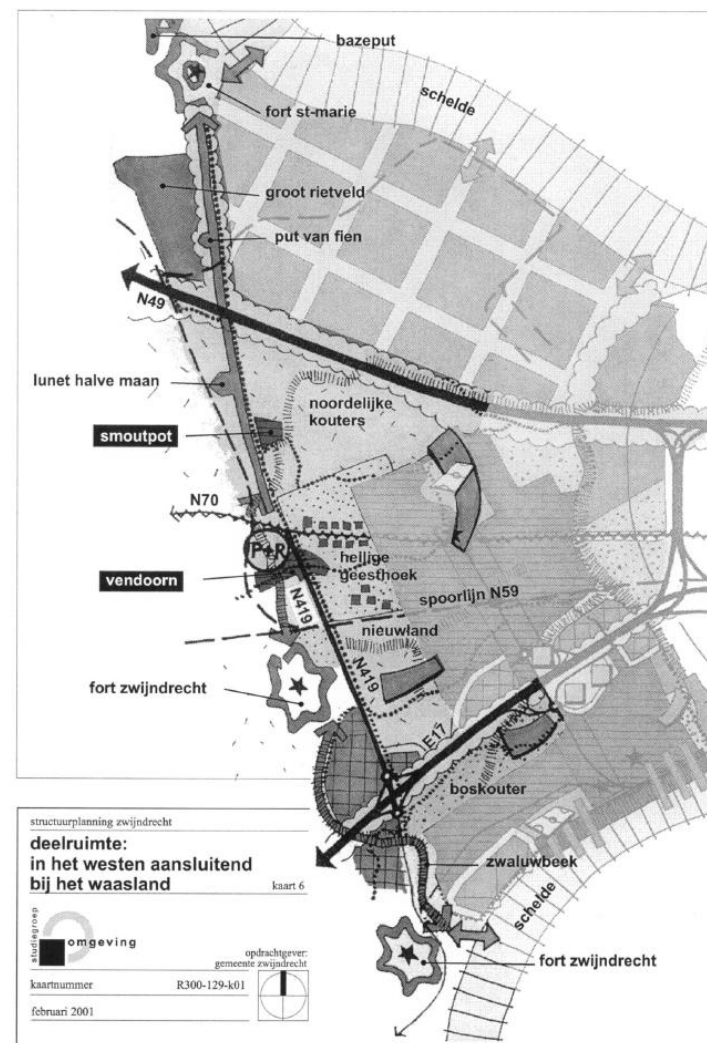 bazeput
fort st-marie
schelde
groot rietveld
put van fien
N49
lunet halve maan
noordelijke
kouters
smoutpot
N70
P+R
heilige
geesthoek
vendoorn
spoorlijn N59
N419
nieuwland
N419
fort zwijndrecht
E17
boskouter
zwaluwbeek
schelde
fort zwijndrecht
structuurplanning zwijndrecht
deelruimte:
in het westen aansluitend
bij het waasland
kaart 6
studiegroep
omgeving
opdrachtgever:
gemeente zwijndrecht
kaartnummer
R300-129-k01
februari 2001